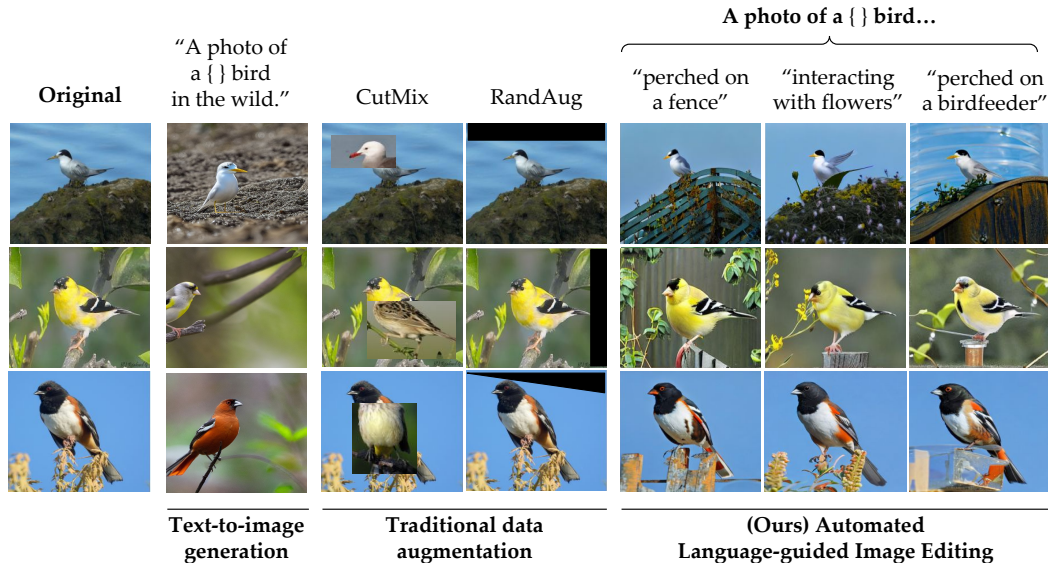 A photo of a { } bird…
“A photo of
a { } bird
in the wild.”
Original
CutMix
RandAug
“perched on
a fence”
“interacting
with flowers”
“perched on
a birdfeeder”
Text-to-image
generation
Traditional data
augmentation
(Ours) Automated
Language-guided Image Editing